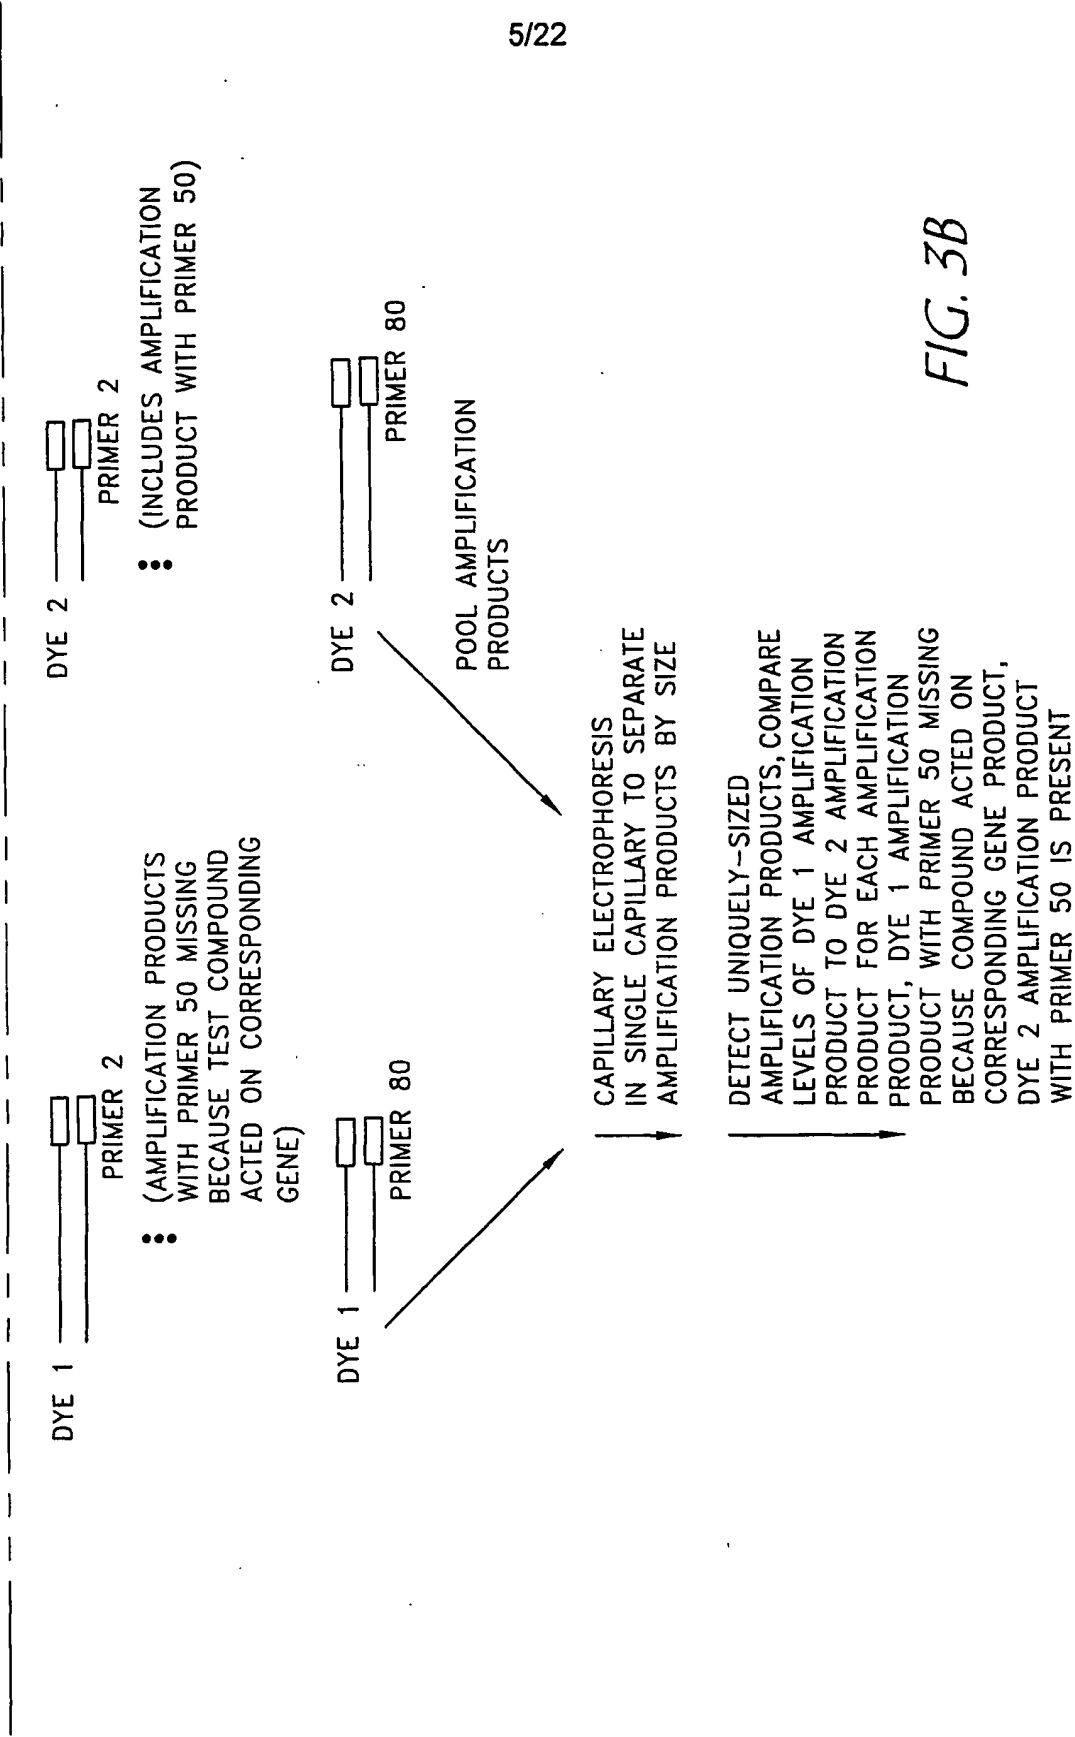 5/22
DYE 1
PRIMER 2
(AMPLIFICATION PRODUCTS
WITH PRIMER 50 MISSING
BECAUSE TEST COMPOUND
ACTED ON CORRESPONDING
GENE)
DYE 1
PRIMER 80
DYE 2
PRIMER 2
(INCLUDES AMPLIFICATION
PRODUCT WITH PRIMER 50)
DYE 2
PRIMER 80
POOL AMPLIFICATION
PRODUCTS
CAPILLARY ELECTROPHORESIS
IN SINGLE CAPILLARY TO SEPARATE
AMPLIFICATION PRODUCTS BY SIZE
DETECT UNIQUELY-SIZED
AMPLIFICATION PRODUCTS, COMPARE
LEVELS OF DYE 1 AMPLIFICATION
PRODUCT TO DYE 2 AMPLIFICATION
PRODUCT FOR EACH AMPLIFICATION
PRODUCT, DYE 1 AMPLIFICATION
PRODUCT WITH PRIMER 50 MISSING
BECAUSE COMPOUND ACTED ON
CORRESPONDING GENE PRODUCT,
DYE 2 AMPLIFICATION PRODUCT
WITH PRIMER 50 IS PRESENT
FIG. 3B